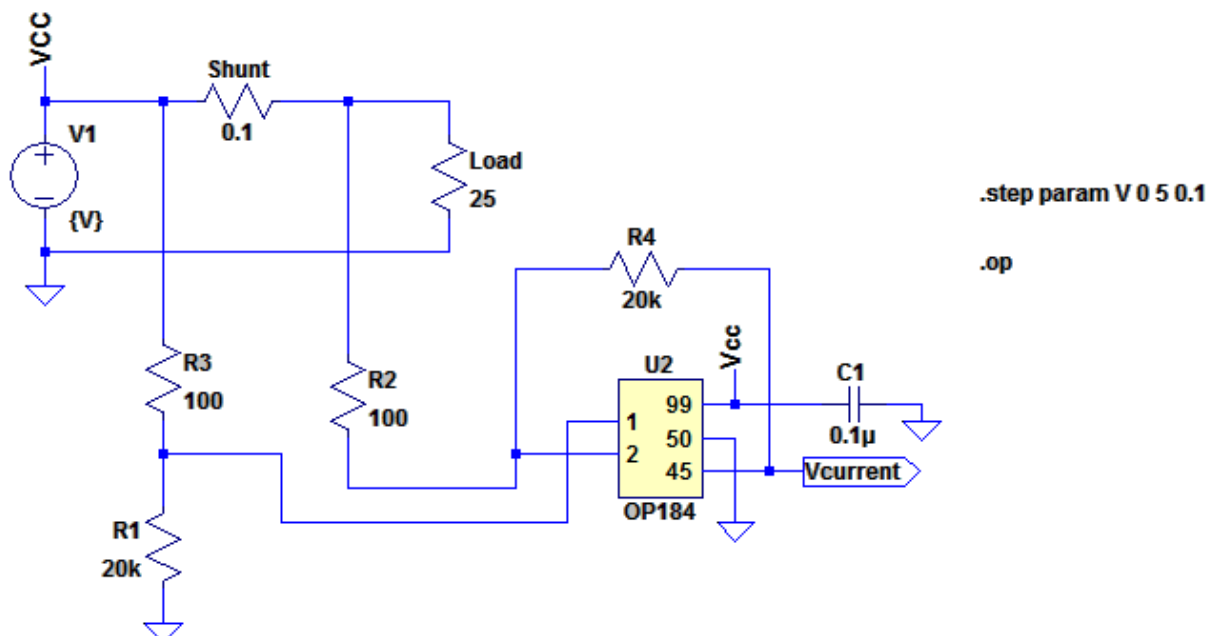 VCC
Shunt
0.1
V1
{V}
Load
25
.step param V 0 5 0.1
.op
R4
20k
R3
100
R2
100
Vcc
U2
C1
0.1µ
99
1
50
2
45
Vcurrent
OP184
R1
20k